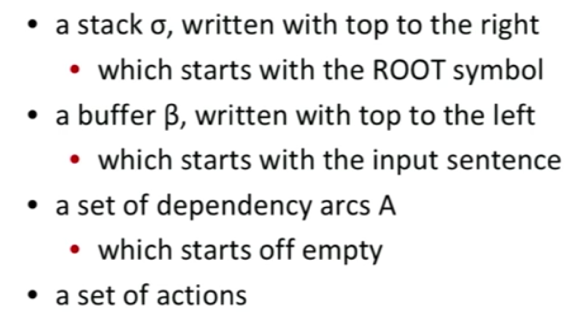 • a stack σ, written with top to the right
• which starts with the ROOT symbol
• a buffer β, written with top to the left
• which starts with the input sentence
• a set of dependency arcs A
• which starts off empty
• a set of actions